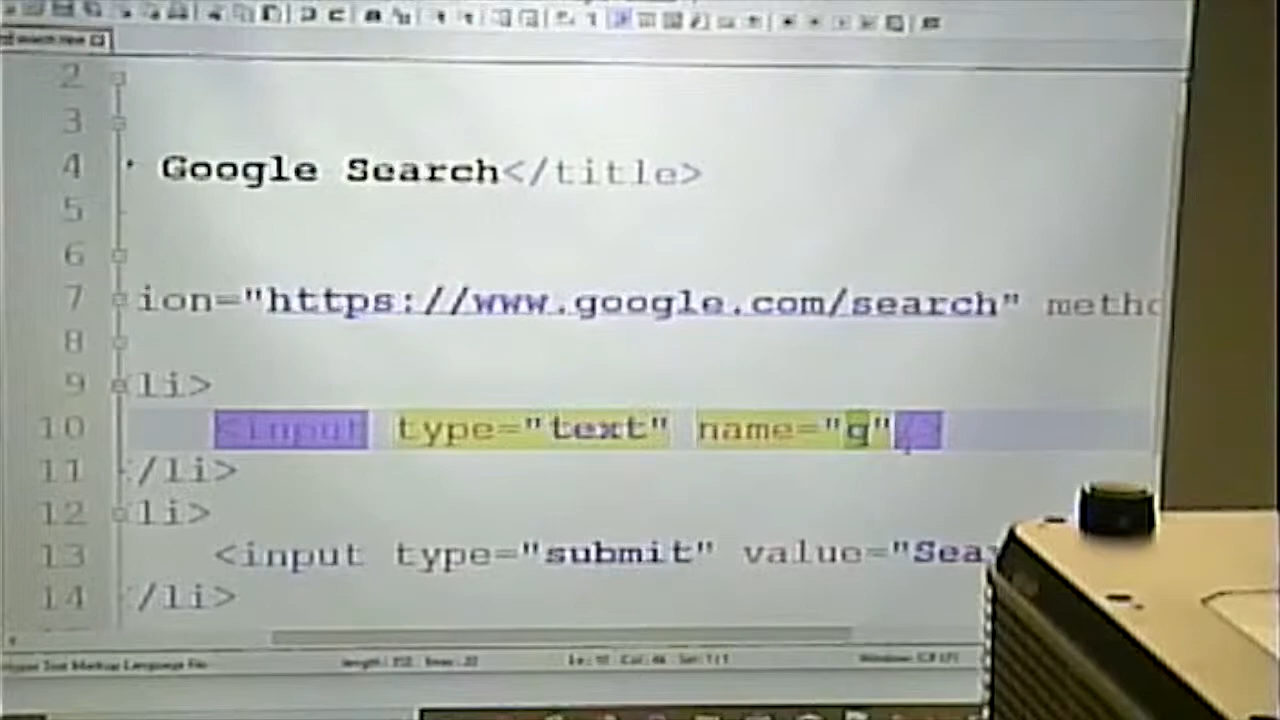 2
3
4 Google Search</title>
5
6
7 ion="https://www.google.com/search" metho
8
9 <li>
10 <input type="text" name="q"/>
11 </li>
12 <li>
13 <input type="submit" value="Sea
14 </li>